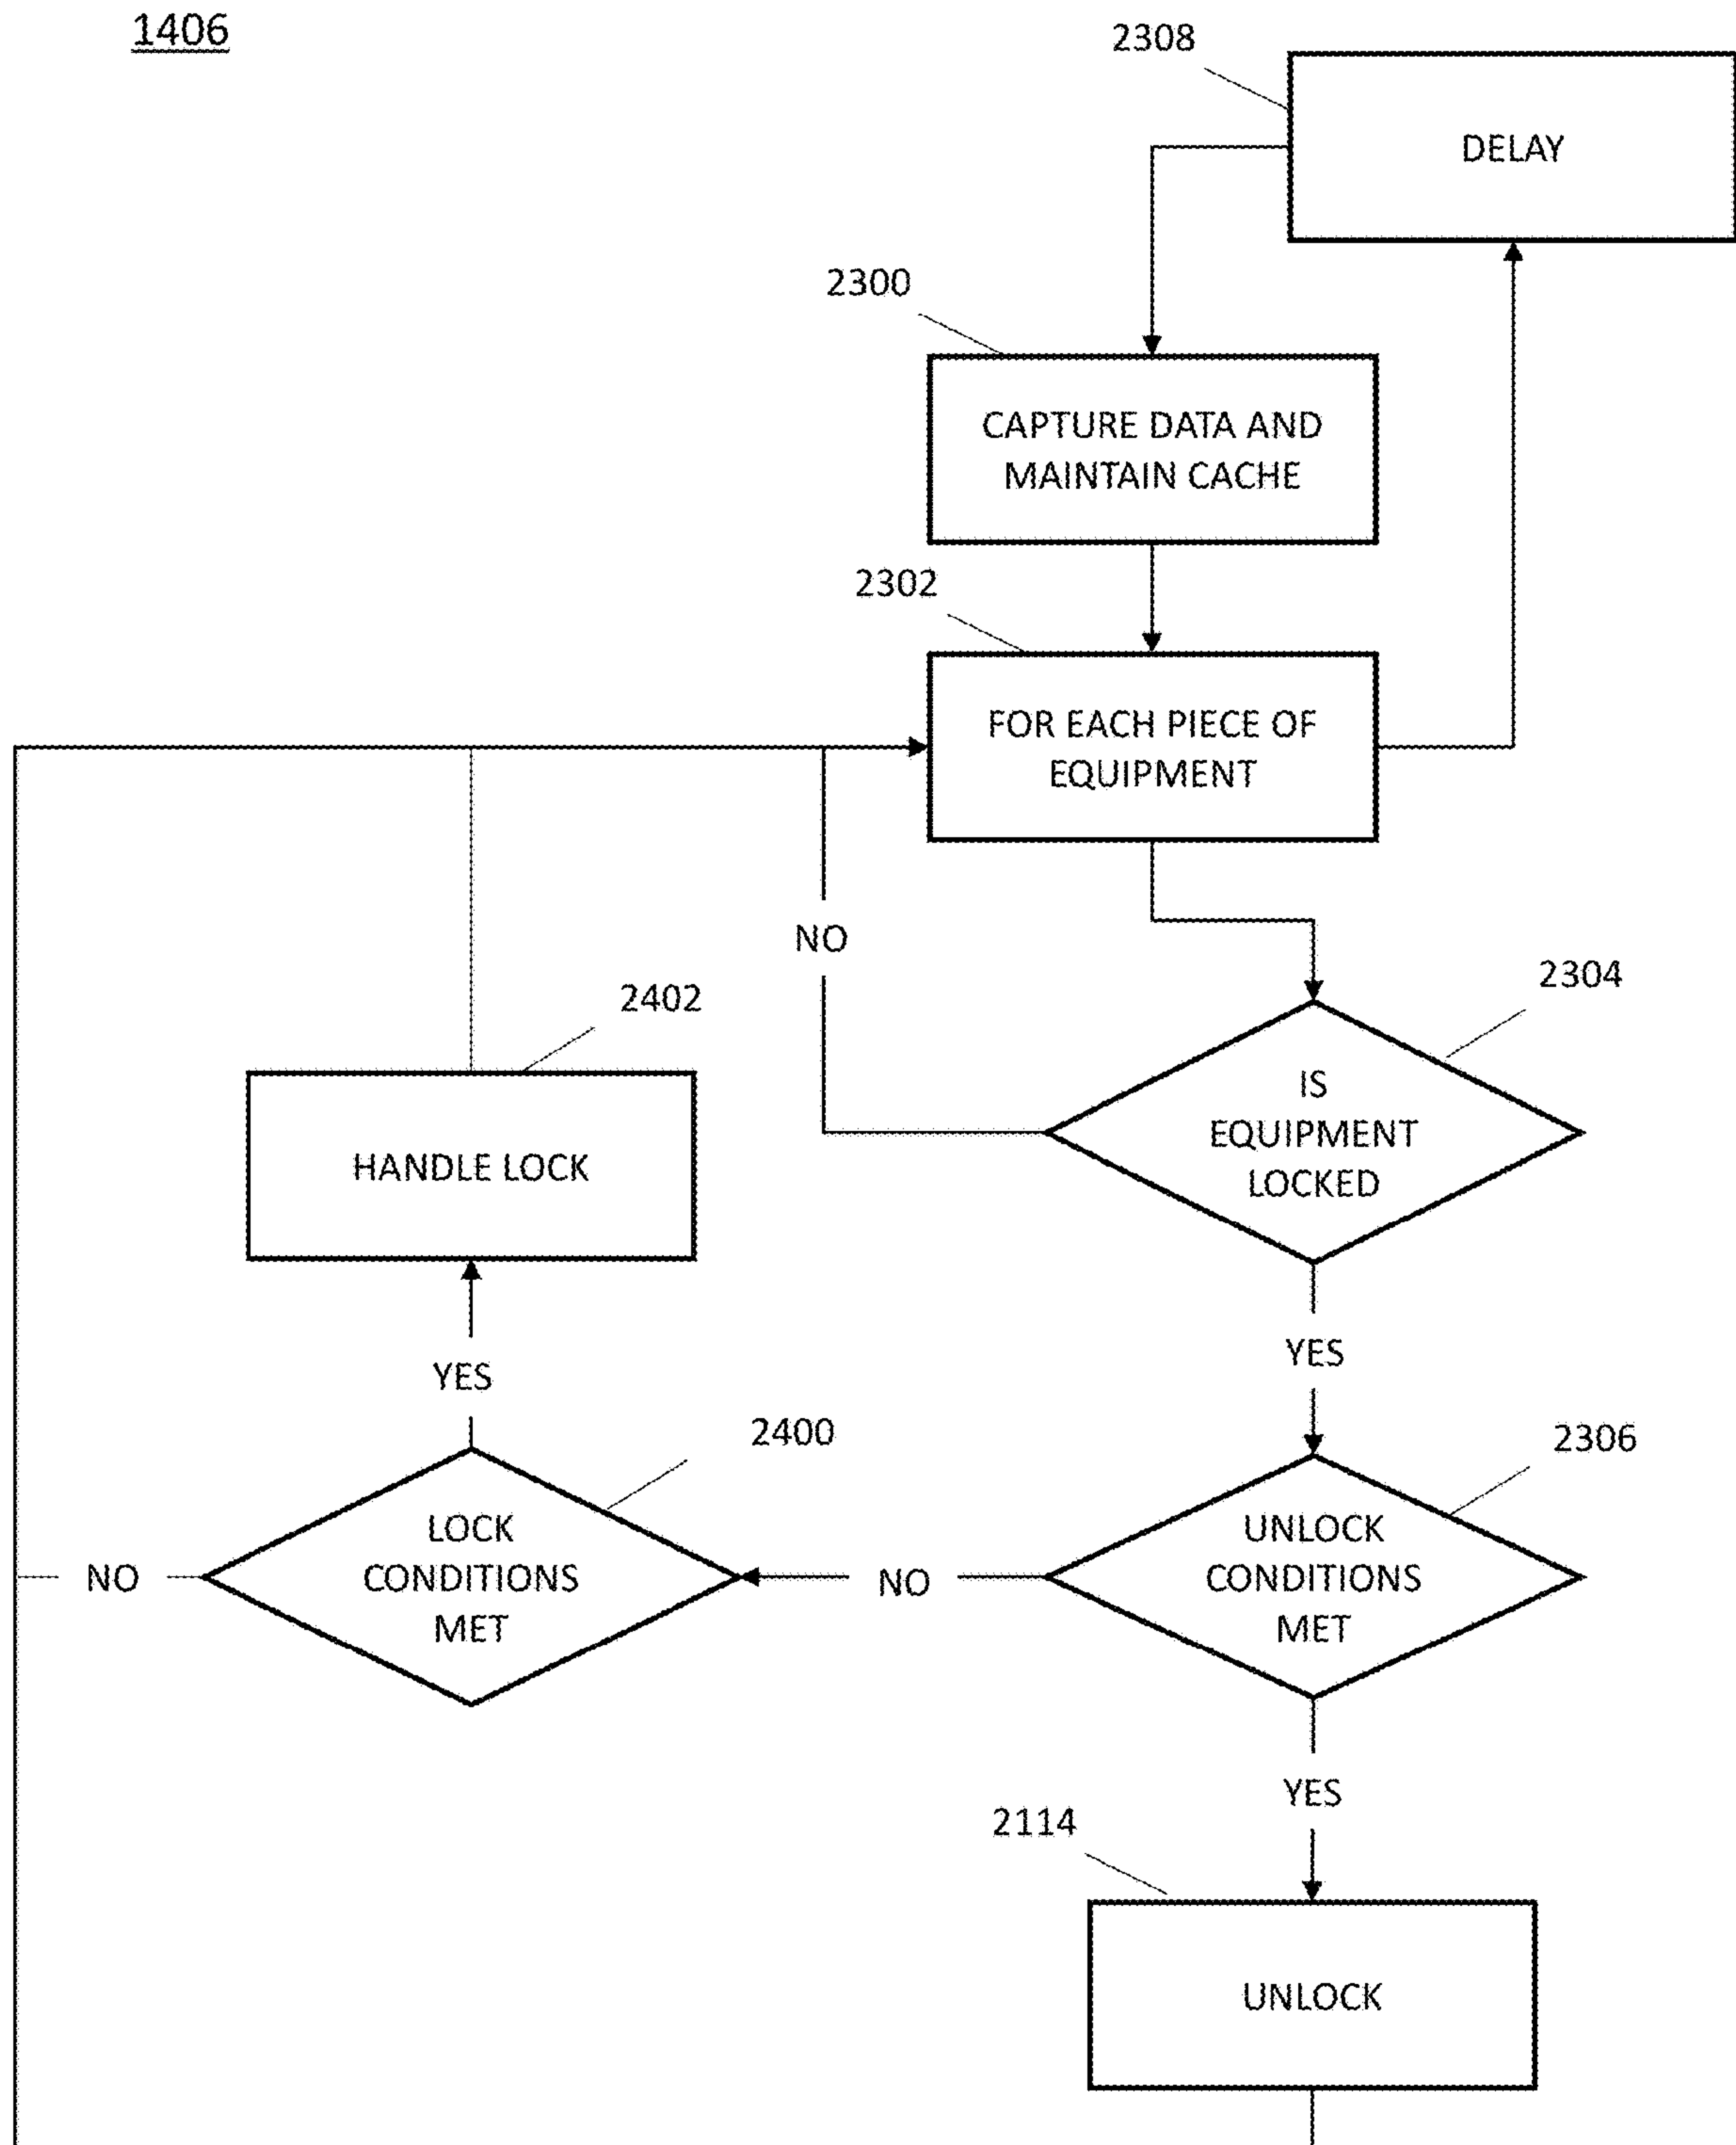 1406
2308
DELAY
2300
CAPTURE DATA AND
MAINTAIN CACHE
2302
FOR EACH PIECE OF
EQUIPMENT
NO
2304
IS
EQUIPMENT
LOCKED
2402
HANDLE LOCK
YES
YES
2400
LOCK
CONDITIONS
MET
NO
NO
2306
UNLOCK
CONDITIONS
MET
YES
2114
UNLOCK